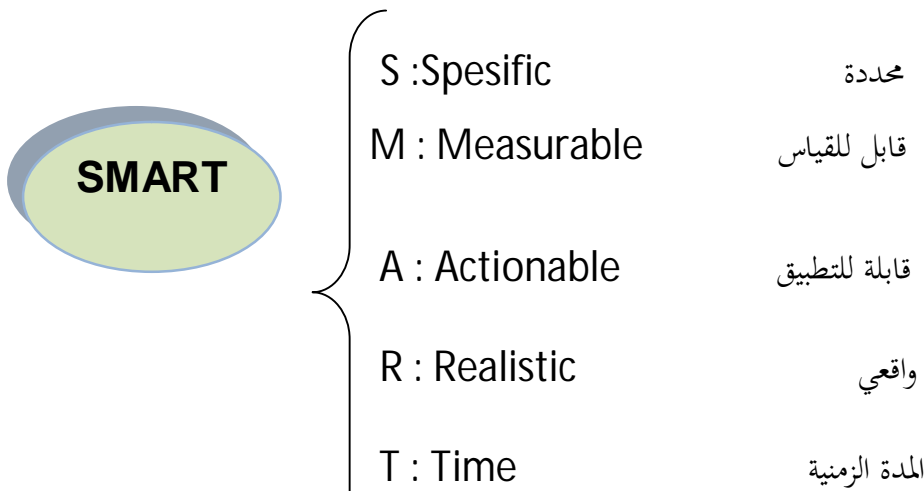 SMART
S :Spesific محددة
M : Measurable قابل للقياس
A : Actionable قابلة للتطبيق
R : Realistic واقعي
T : Time المدة الزمنية